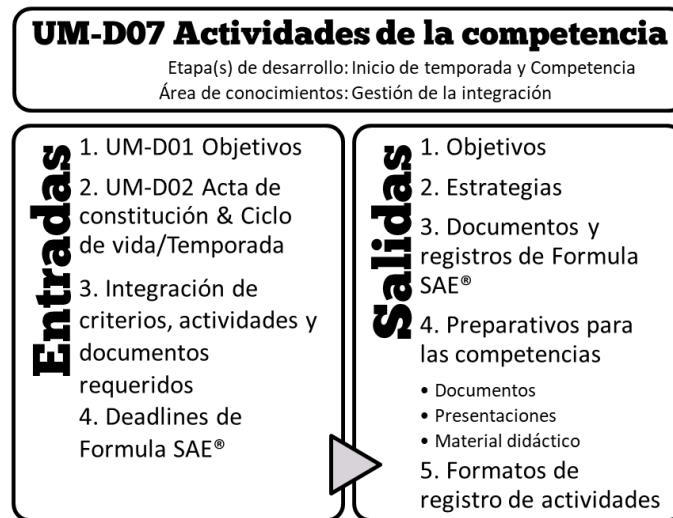 UM-D07 Actividades de la competencia
Etapa(s) de desarrollo: Inicio de temporada y Competencia
Área de conocimientos: Gestión de la integración
Entradas
1. UM-D01 Objetivos
2. UM-D02 Acta de
constitución & Ciclo
de vida/Temporada
3. Integración de
criterios, actividades y
documentos
requeridos
4. Deadlines de
Formula SAE®
Salidas
1. Objetivos
2. Estrategias
3. Documentos y
registros de Formula
SAE®
4. Preparativos para
las competencias
• Documentos
• Presentaciones
• Material didáctico
5. Formatos de
registro de actividades